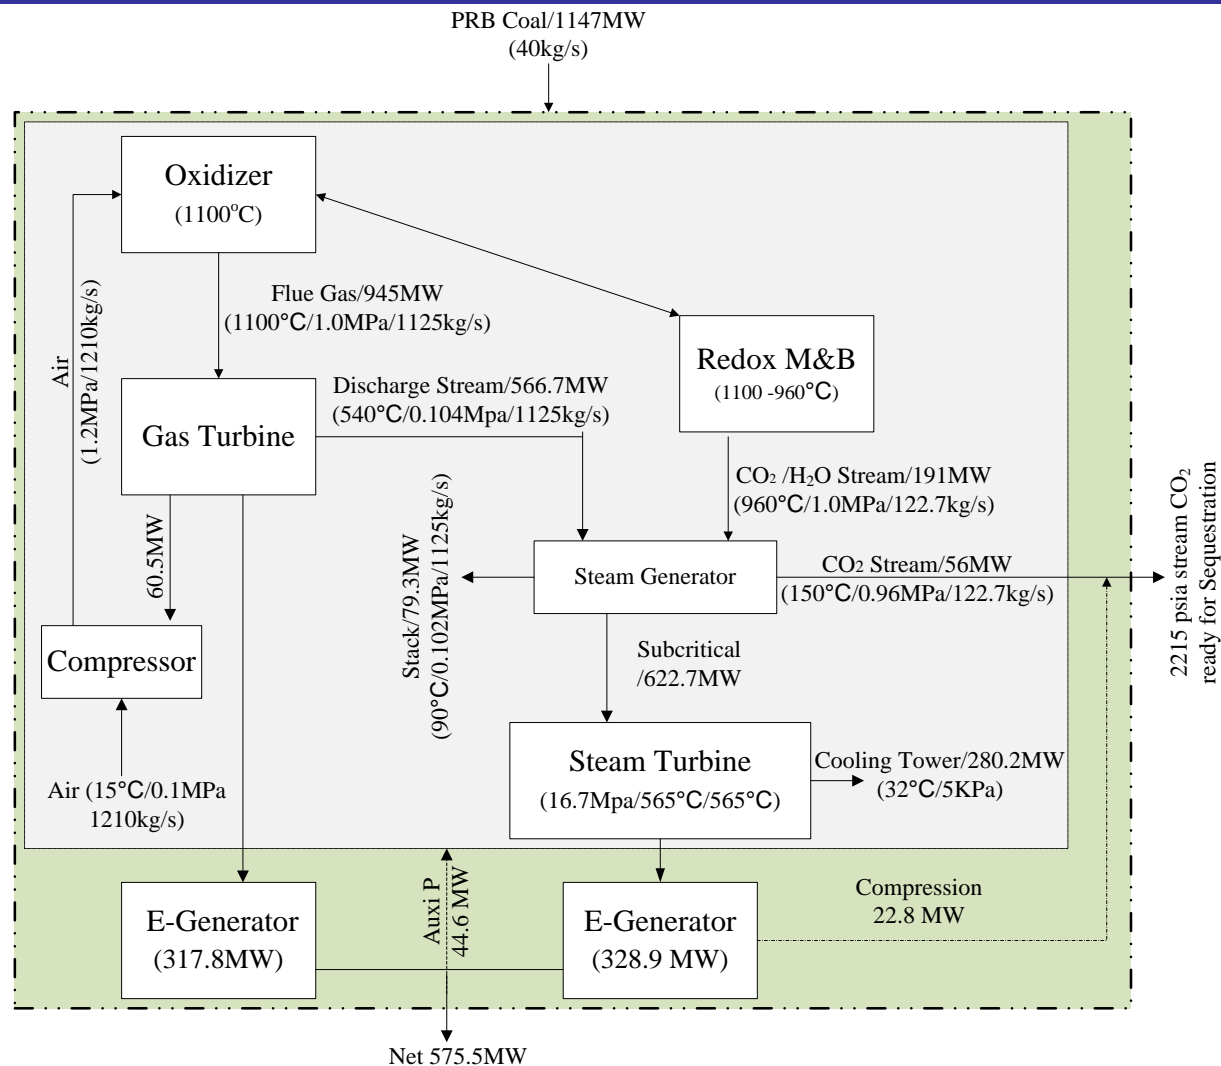 PRB Coal/1147MW
(40kg/s)
Oxidizer
(1100°C)
Flue Gas/945MW
(1100°C/1.0MPa/1125kg/s)
Air
(1.2MPa/1210kg/s)
Redox M&B
(1100 -960°C)
Gas Turbine
Discharge Stream/566.7MW
(540°C/0.104Mpa/1125kg/s)
CO2 /H2O Stream/191MW
(960°C/1.0MPa/122.7kg/s)
60.5MW
Stack/79.3MW
(90°C/0.102MPa/1125kg/s)
Steam Generator
CO2 Stream/56MW
(150°C/0.96MPa/122.7kg/s)
2215 psia stream CO2
ready for Sequestration
Compressor
Subcritical
/622.7MW
Steam Turbine
(16.7Mpa/565°C/565°C)
Cooling Tower/280.2MW
(32°C/5KPa)
Air (15°C/0.1MPa
1210kg/s)
E-Generator
(317.8MW)
Auxi P
44.6 MW
E-Generator
(328.9 MW)
Compression
22.8 MW
Net 575.5MW